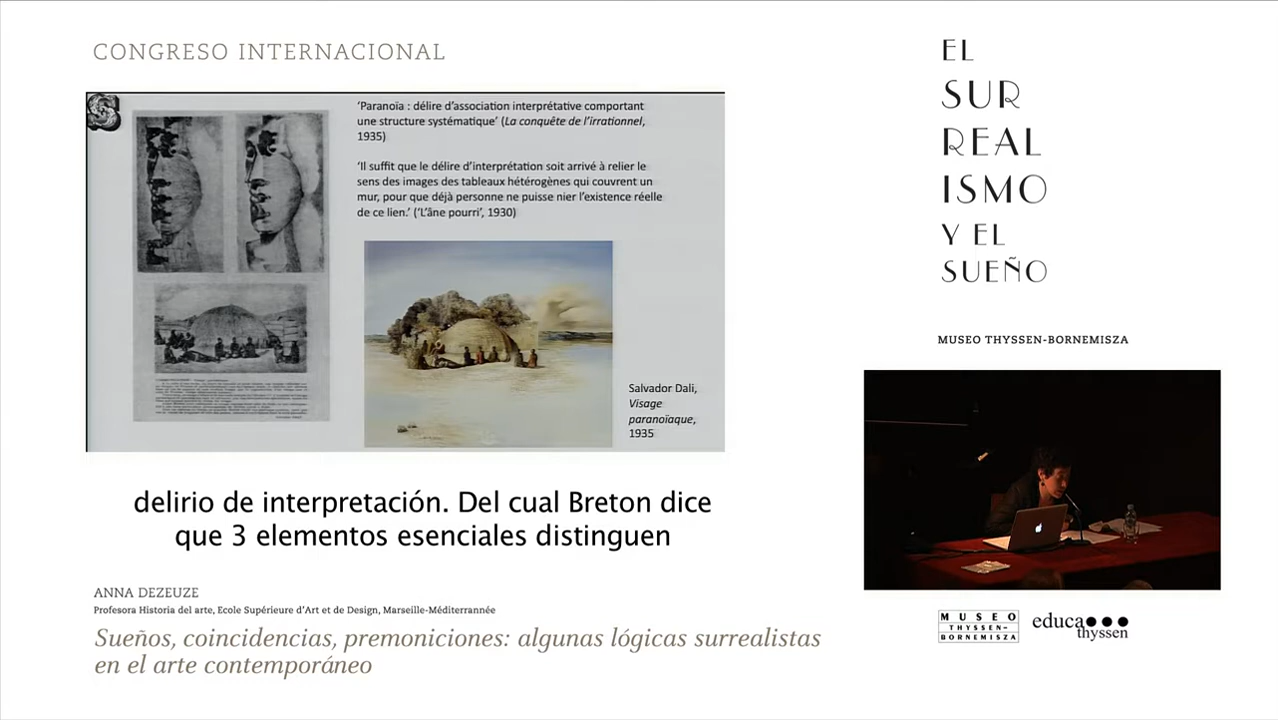 CONGRESO INTERNACIONAL
'Paranoïa : délire d'association interprétative comportant
une structure systématique' (La conquête de l'irrationnel,
1935)
'Il suffit que le délire d'interprétation soit arrivé à relier le
sens des images des tableaux hétérogènes qui couvrent un
mur, pour que déjà personne ne puisse nier l'existence réelle
de ce lien.' ('L'âne pourri', 1930)
Salvador Dali,
Visage
paranoïaque,
1935
delirio de interpretación. Del cual Breton dice
que 3 elementos esenciales distinguen
ANNA DEZEUZE
Profesora Historia del arte, Ecole Supérieure d'Art et de Design, Marseille-Méditerrannée
Sueños, coincidencias, premoniciones: algunas lógicas surrealistas
en el arte contemporáneo
EL
SUR
REAL
ISMO
Y EL
SUEÑO
MUSEO THYSSEN-BORNEMISZA
MUSEO
THYSSEN-
BORNEMISZA
educa
thyssen